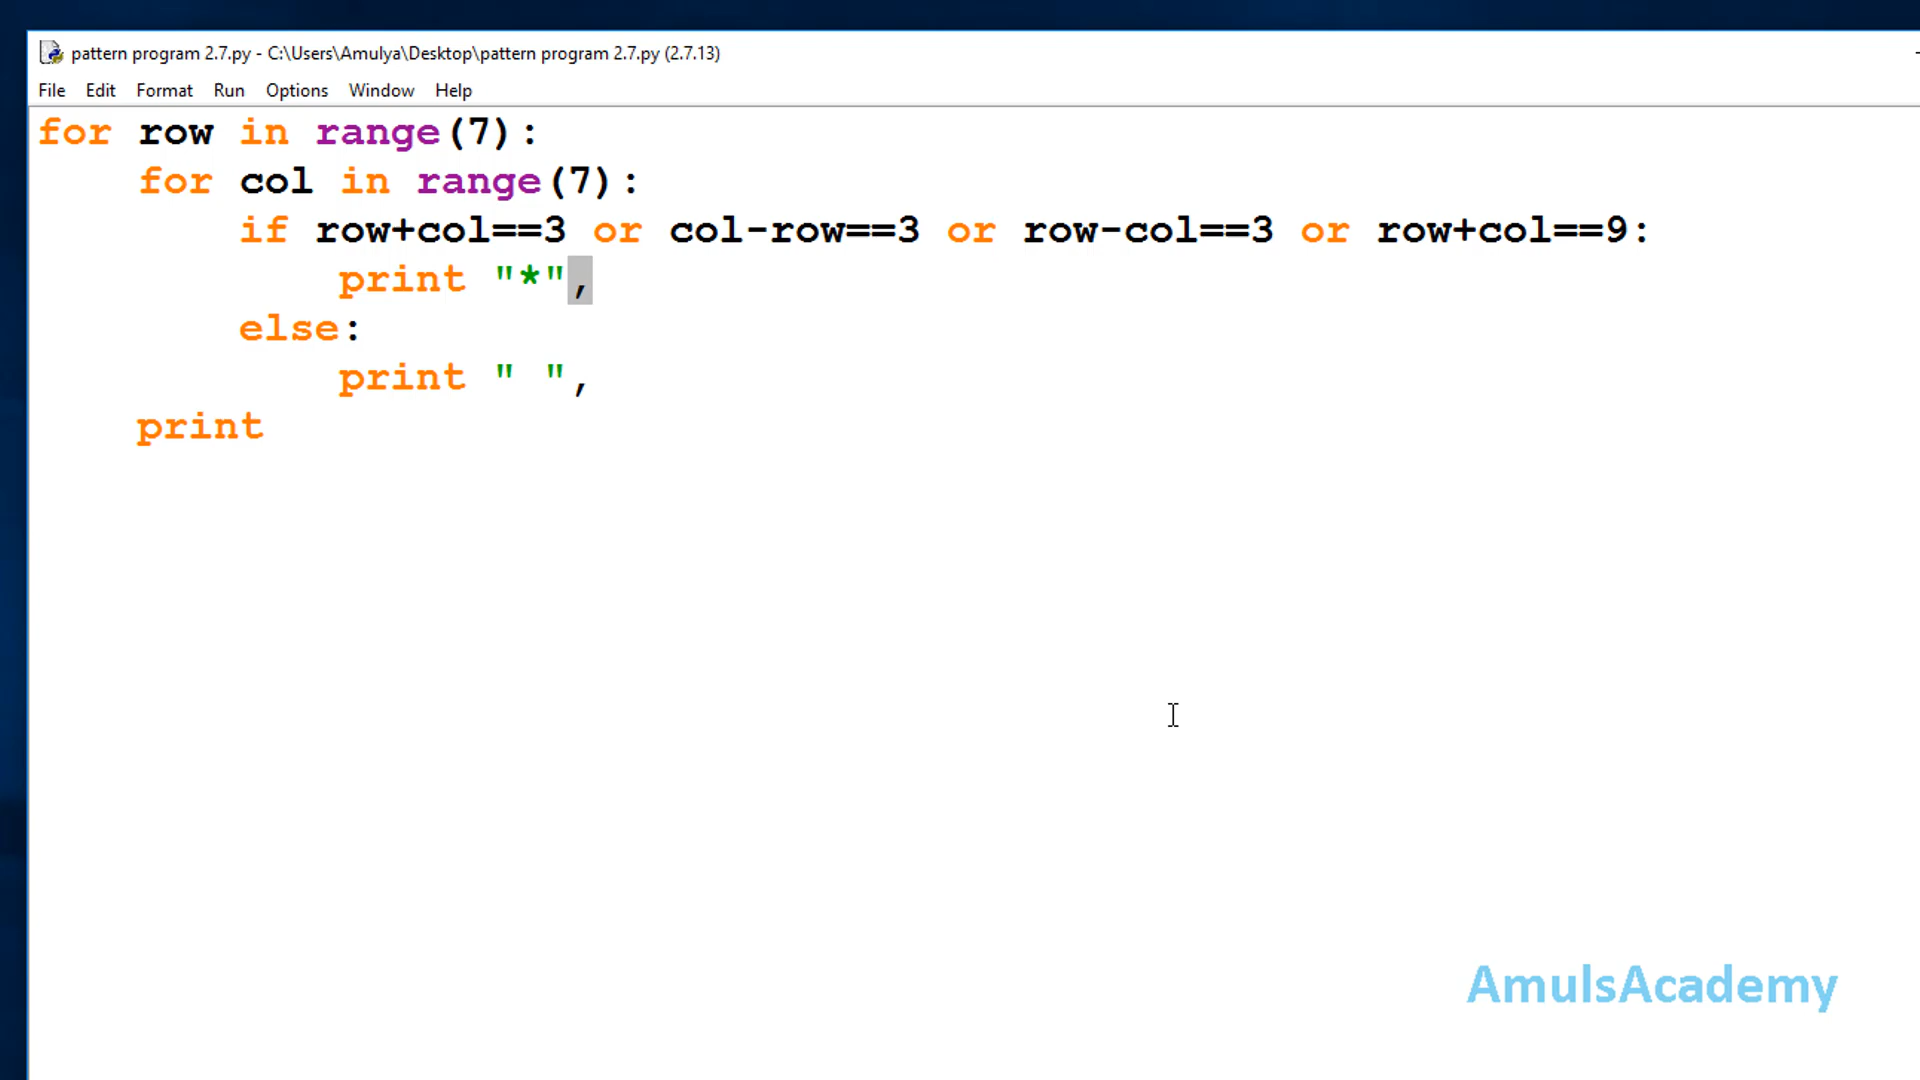 pattern program 2.7.py - C:\Users\Amulya\Desktop\pattern program 2.7.py (2.7.13)
File Edit Format Run Options Window Help
for row in range(7):
    for col in range(7):
        if row+col==3 or col-row==3 or row-col==3 or row+col==9:
            print "*",
        else:
            print " ",
    print
AmulsAcademy